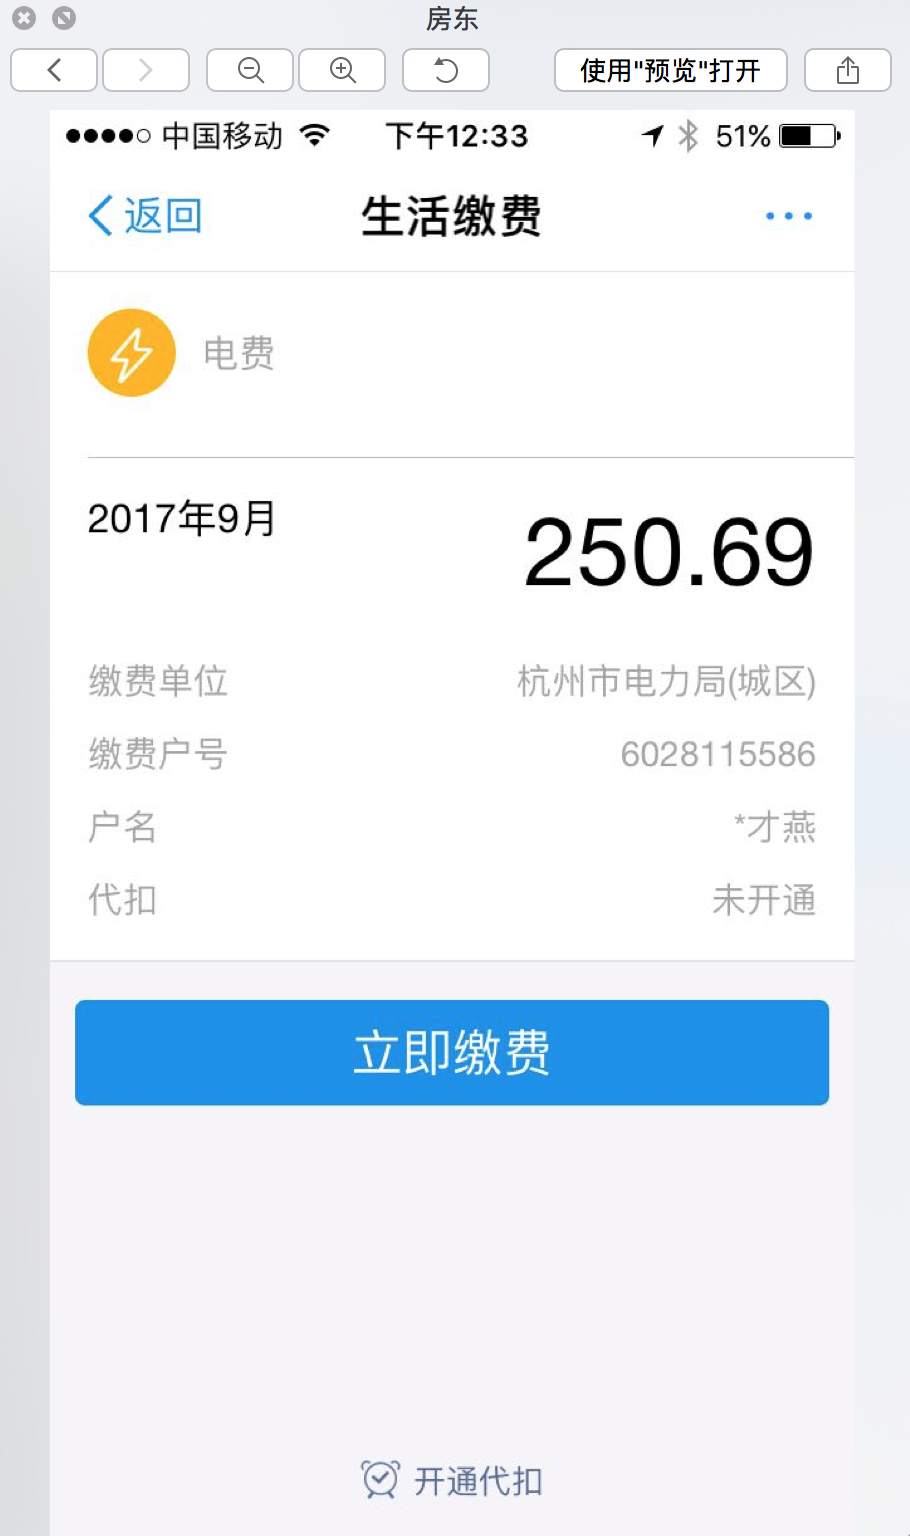 房东
使用"预览"打开
中国移动 下午12:33 51%
返回 生活缴费
电费
2017年9月 250.69
缴费单位 杭州市电力局(城区)
缴费户号 6028115586
户名 *才燕
代扣 未开通
立即缴费
开通代扣